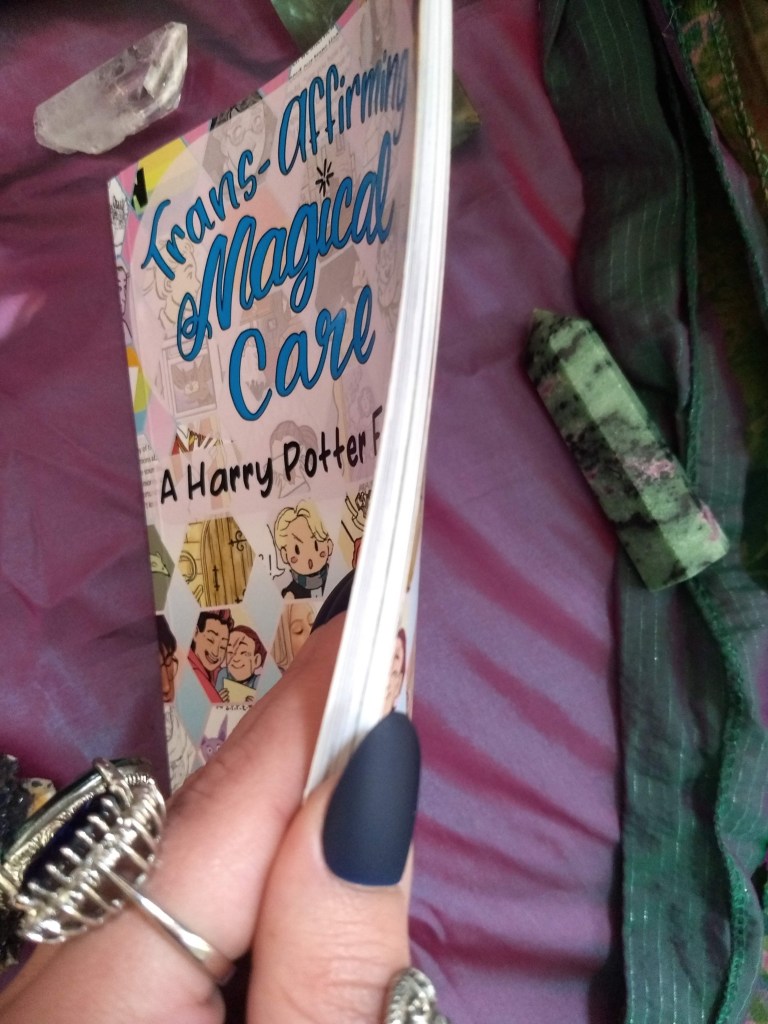 Trans-Affirming
Magical
Care
A Harry Potter F